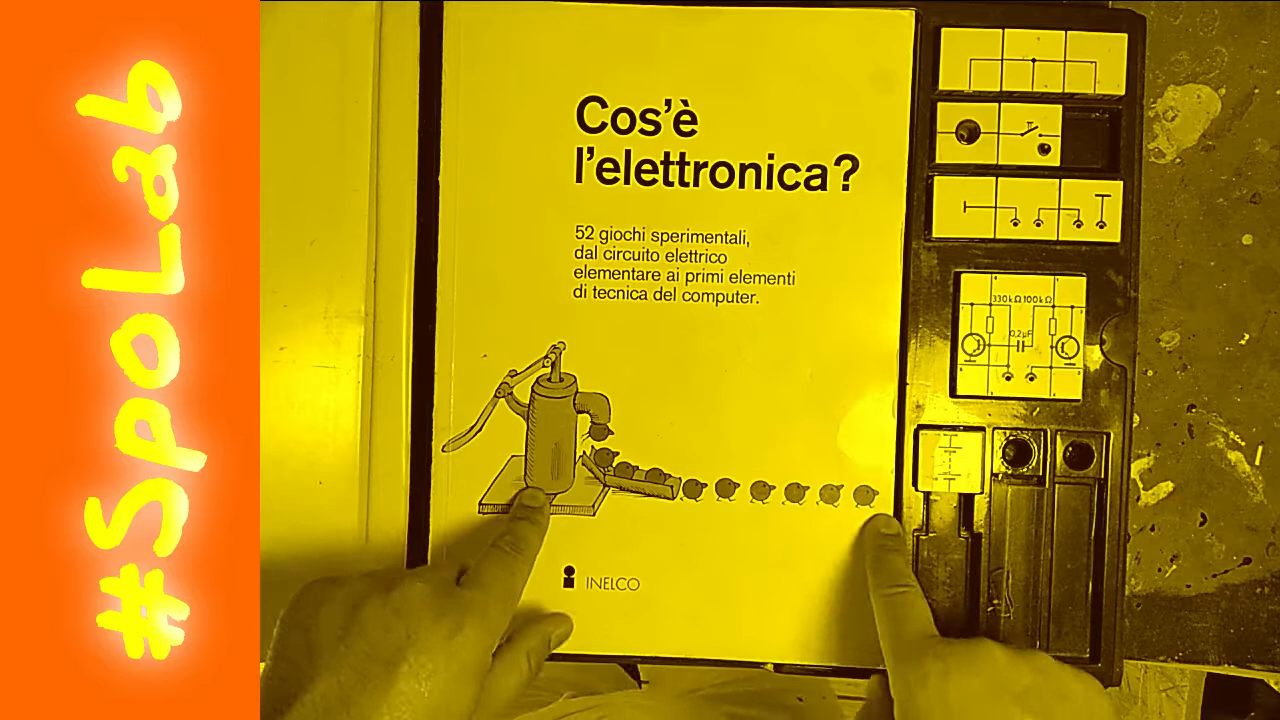 #SpoLab
Cos'è
l'elettronica?
52 giochi sperimentali,
dal circuito elettrico
elementare ai primi elementi
di tecnica del computer.
INELCO
330kΩ 100kΩ
0,2µF